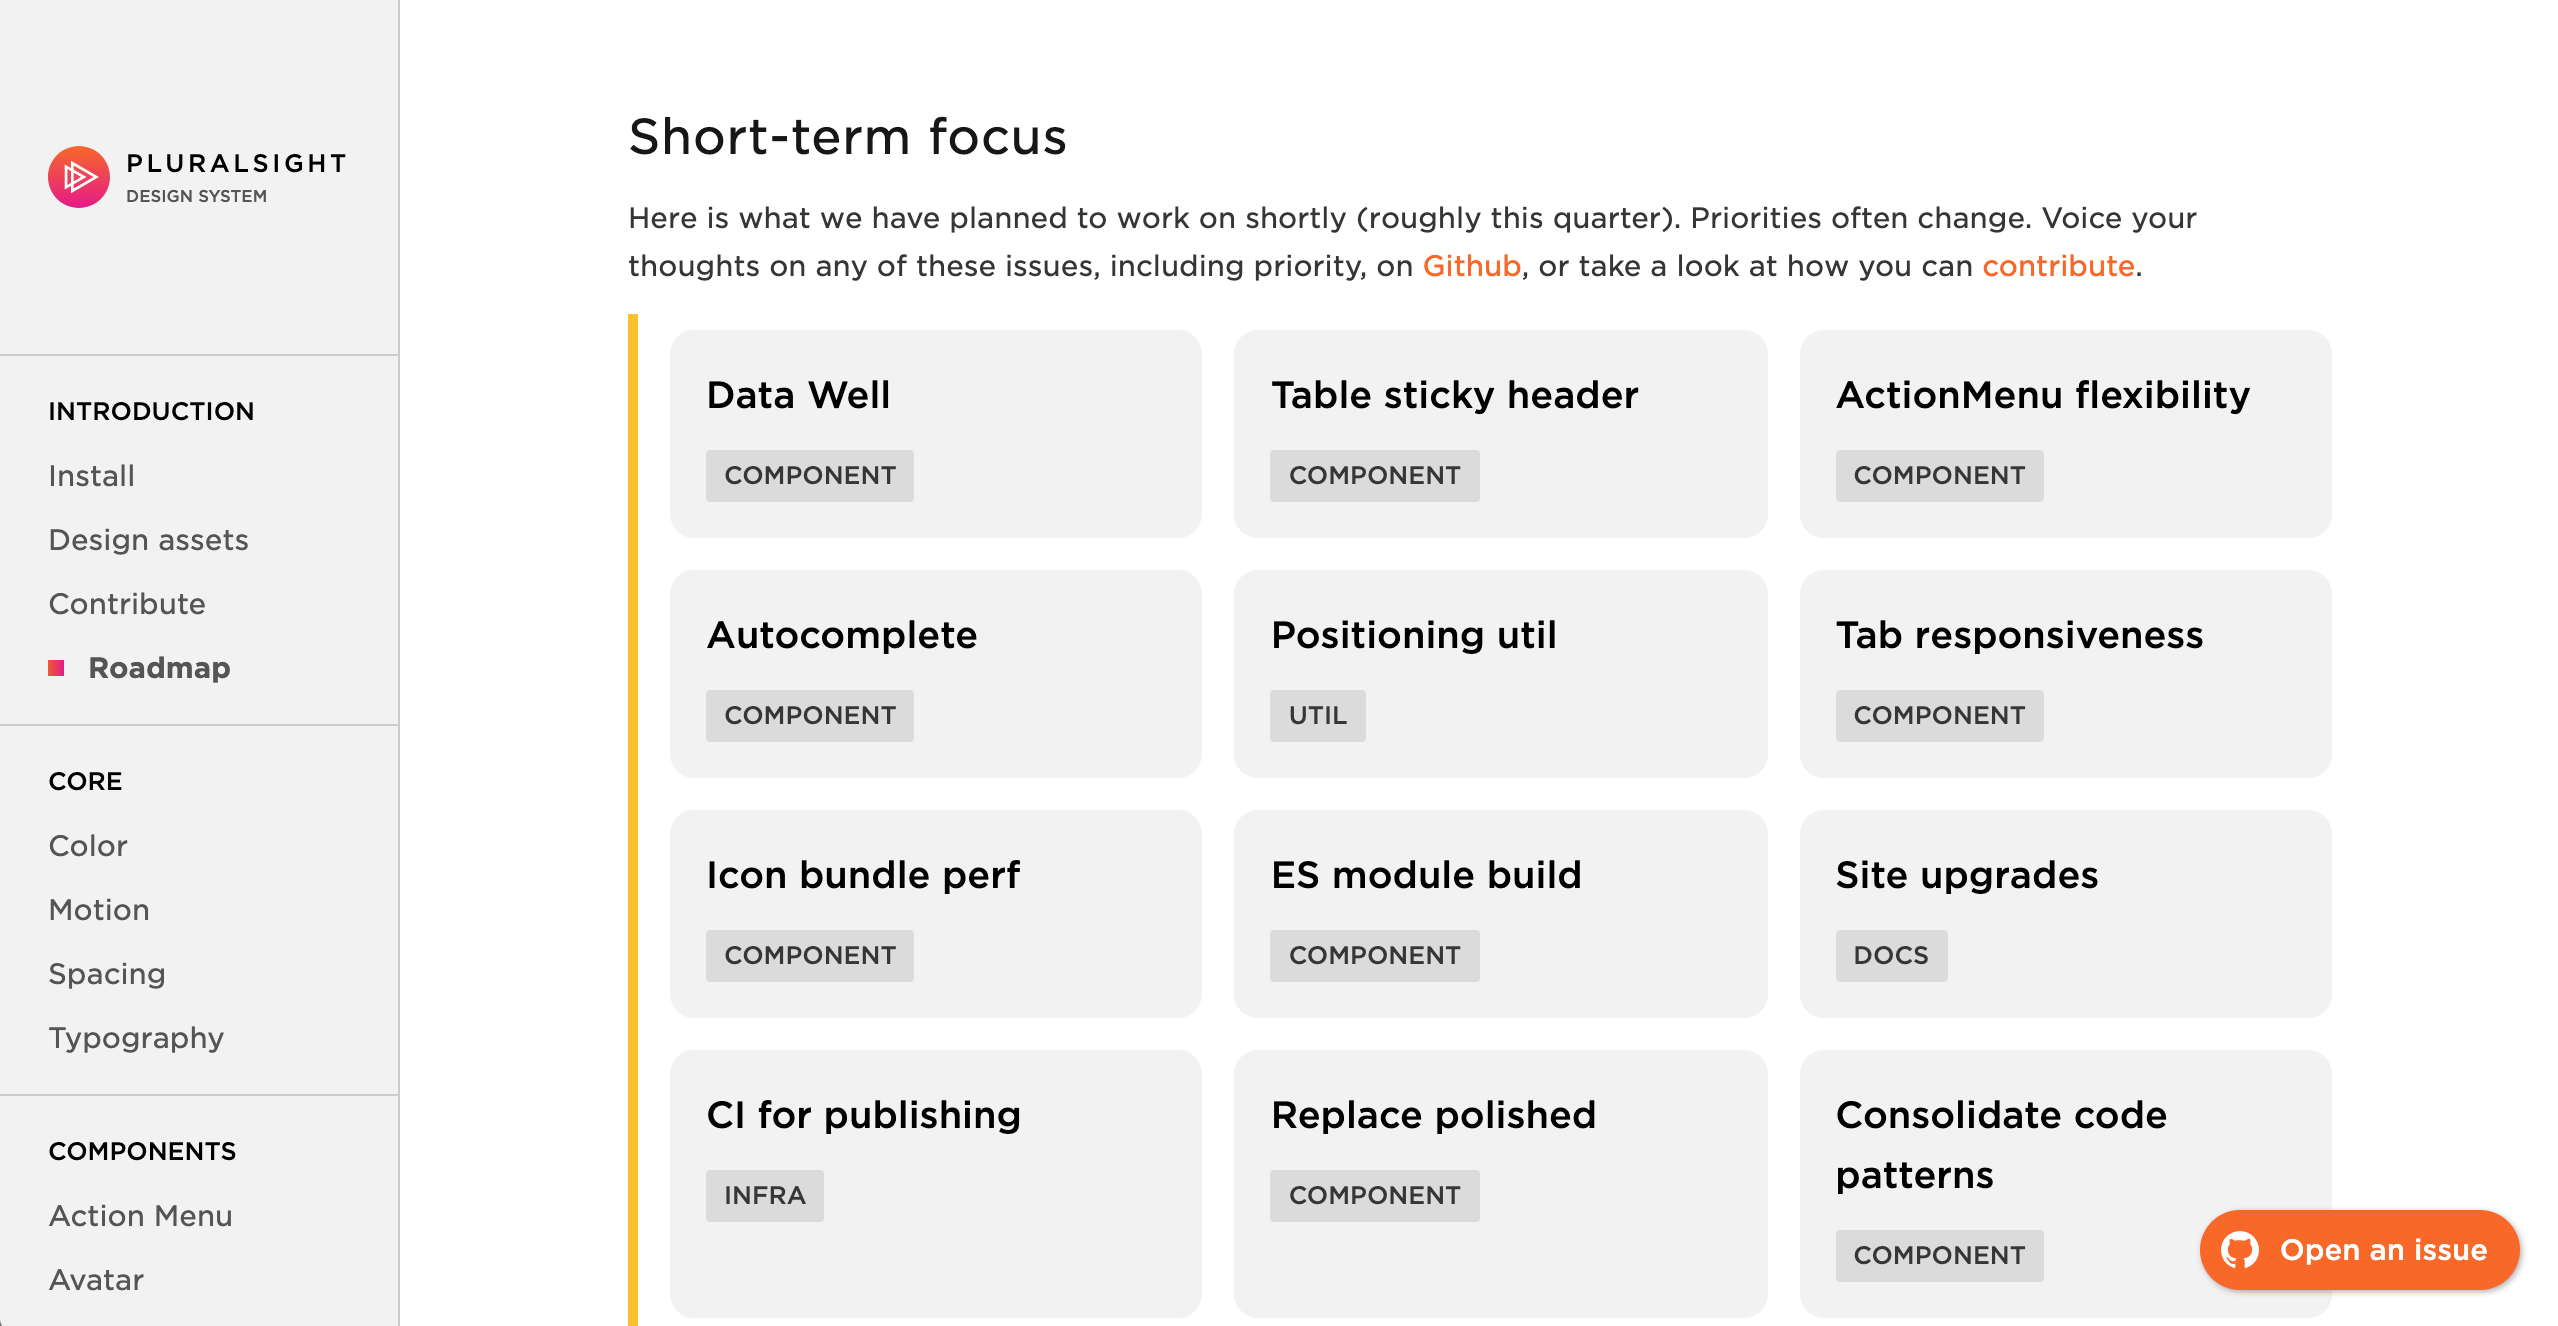 PLURALSIGHT
DESIGN SYSTEM
INTRODUCTION
Install
Design assets
Contribute
Roadmap
CORE
Color
Motion
Spacing
Typography
COMPONENTS
Action Menu
Avatar
Short-term focus
Here is what we have planned to work on shortly (roughly this quarter). Priorities often change. Voice your
thoughts on any of these issues, including priority, on Github, or take a look at how you can contribute.
Data Well
COMPONENT
Table sticky header
COMPONENT
ActionMenu flexibility
COMPONENT
Autocomplete
COMPONENT
Positioning util
UTIL
Tab responsiveness
COMPONENT
Icon bundle perf
COMPONENT
ES module build
COMPONENT
Site upgrades
DOCS
CI for publishing
INFRA
Replace polished
COMPONENT
Consolidate code
patterns
COMPONENT
Open an issue